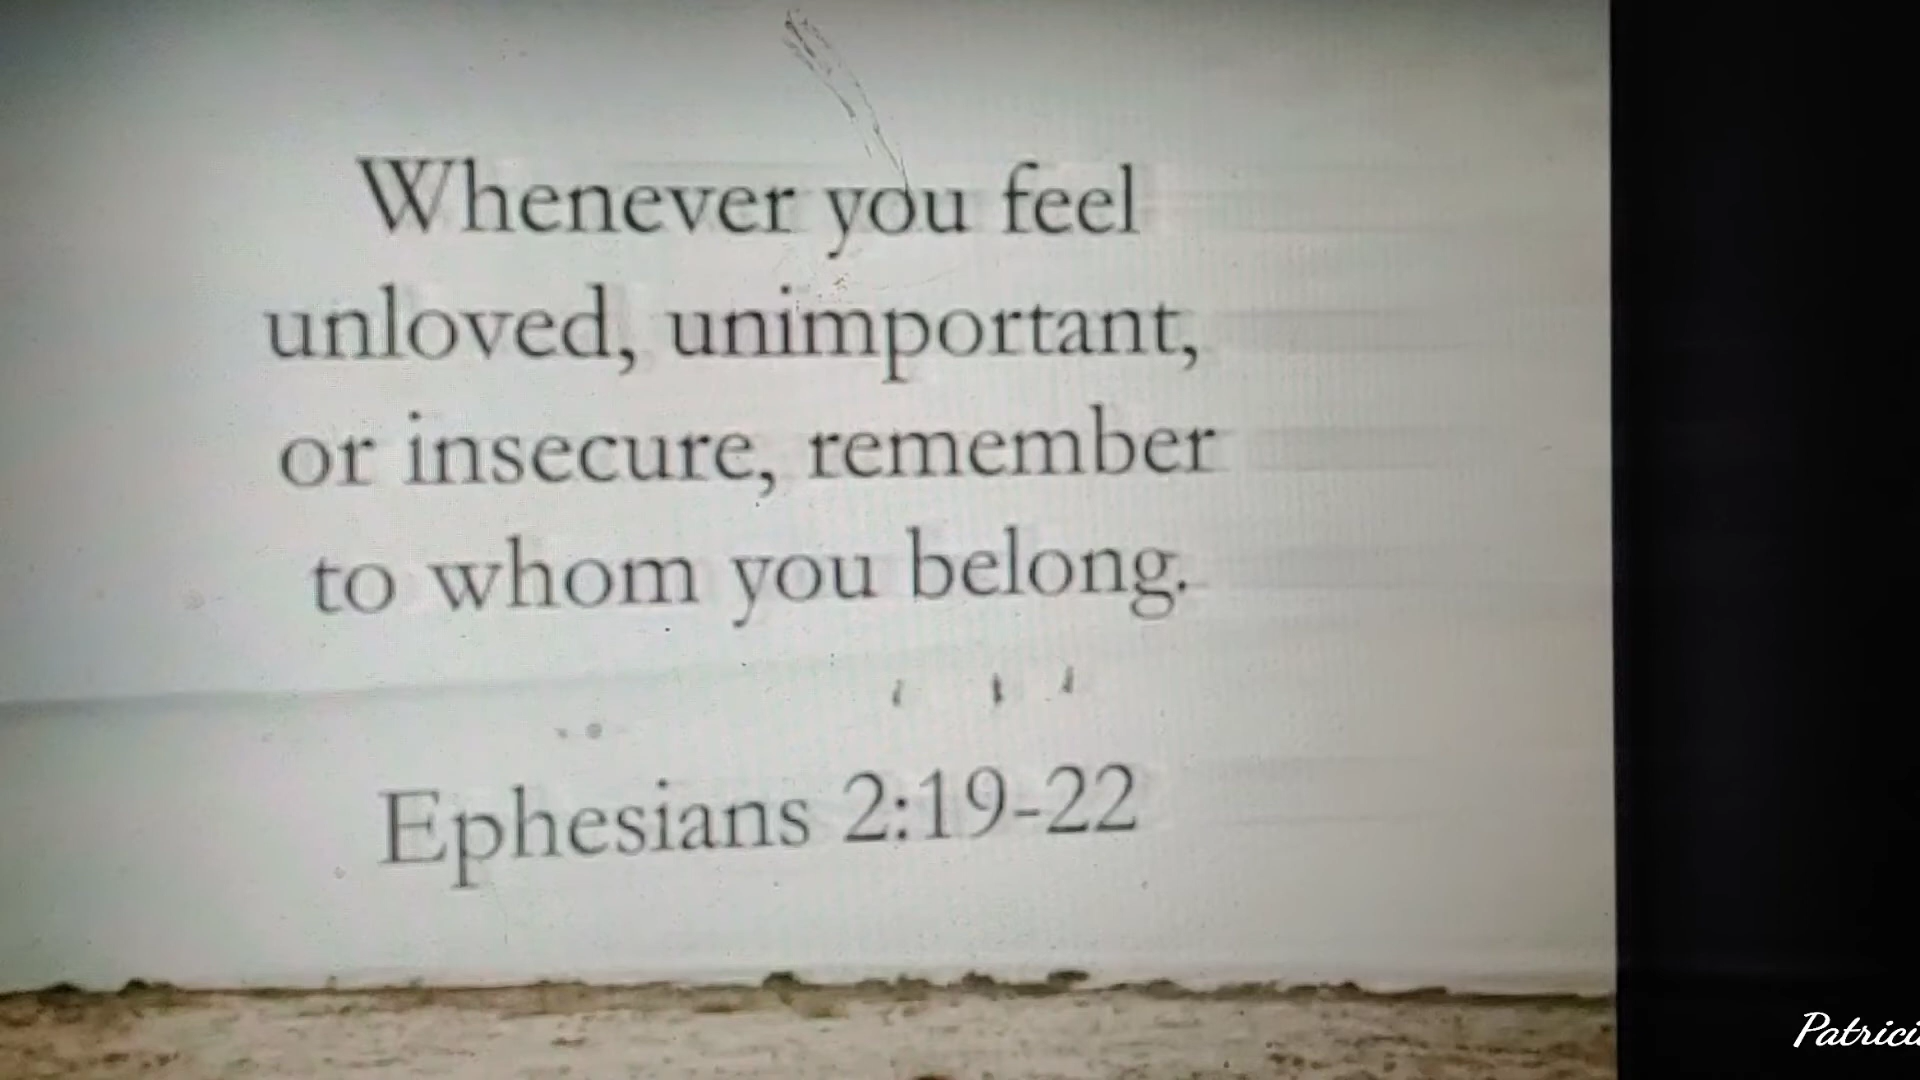 Whenever you feel
unloved, unimportant,
or insecure, remember
to whom you belong.
Ephesians 2:19-22